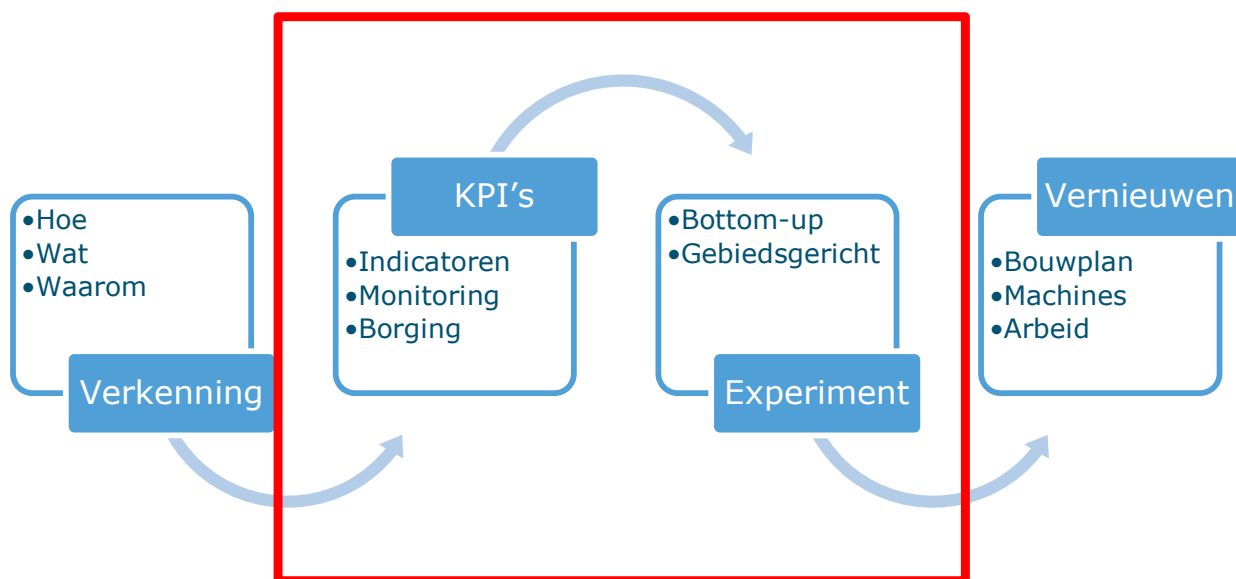 •Hoe
•Wat
•Waarom
Verkenning
KPI’s
•Indicatoren
•Monitoring
•Borging
•Bottom-up
•Gebiedsgericht
Experiment
Vernieuwen
•Bouwplan
•Machines
•Arbeid